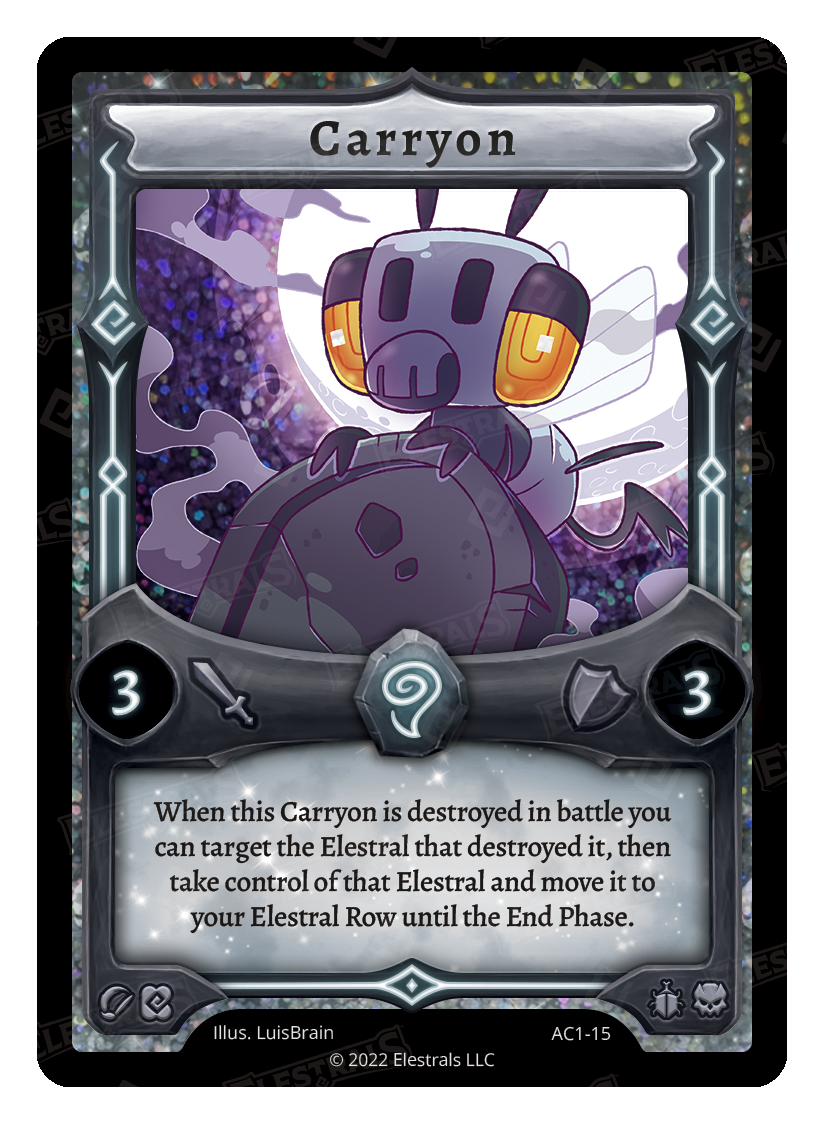 Carryon
3
3
When this Carryon is destroyed in battle you
can target the Elestral that destroyed it, then
take control of that Elestral and move it to
your Elestral Row until the End Phase.
Illus. LuisBrain
AC1-15
© 2022 Elestrals LLC
ELESTRALS